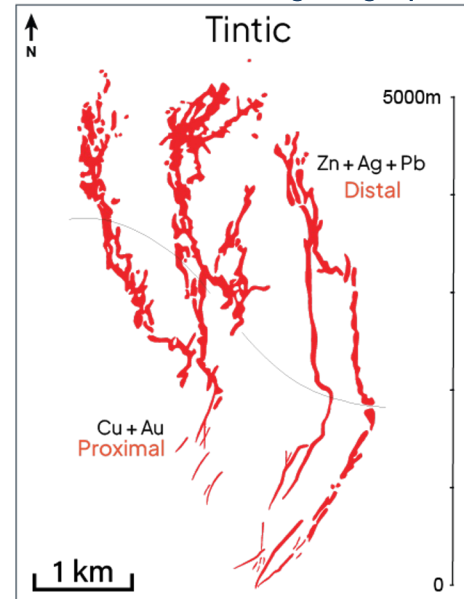 Tintic
N
5000m
Zn + Ag + Pb
Distal
Cu + Au
Proximal
1 km
0